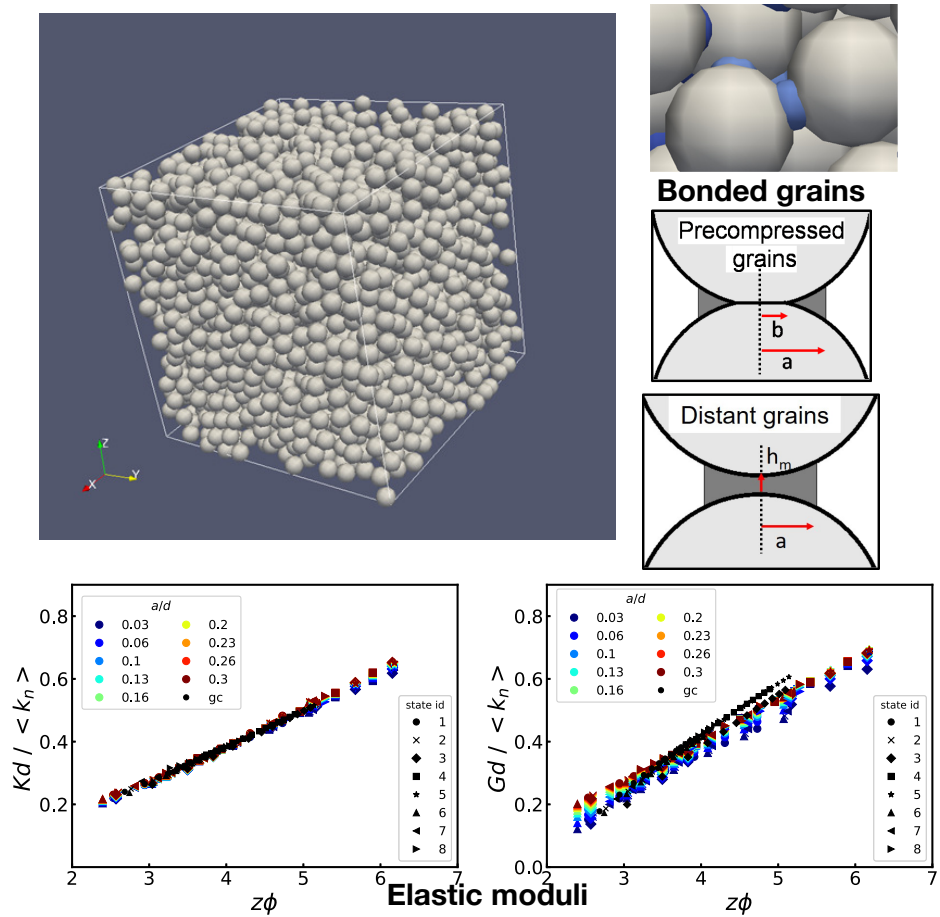 Z
Y
X
Bonded grains
Precompressed
grains
b
a
Distant grains
h_m
a
Kd / < k_n >
0.8
0.6
0.4
0.2
2 3 4 5 6 7
zϕ
a/d
0.03 0.2
0.06 0.23
0.1 0.26
0.13 0.3
0.16 gc
state id
1
2
3
4
5
6
7
8
Gd / < k_n >
0.8
0.6
0.4
0.2
0.0
2 3 4 5 6 7
zϕ
a/d
0.03 0.2
0.06 0.23
0.1 0.26
0.13 0.3
0.16 gc
state id
1
2
3
4
5
6
7
8
Elastic moduli